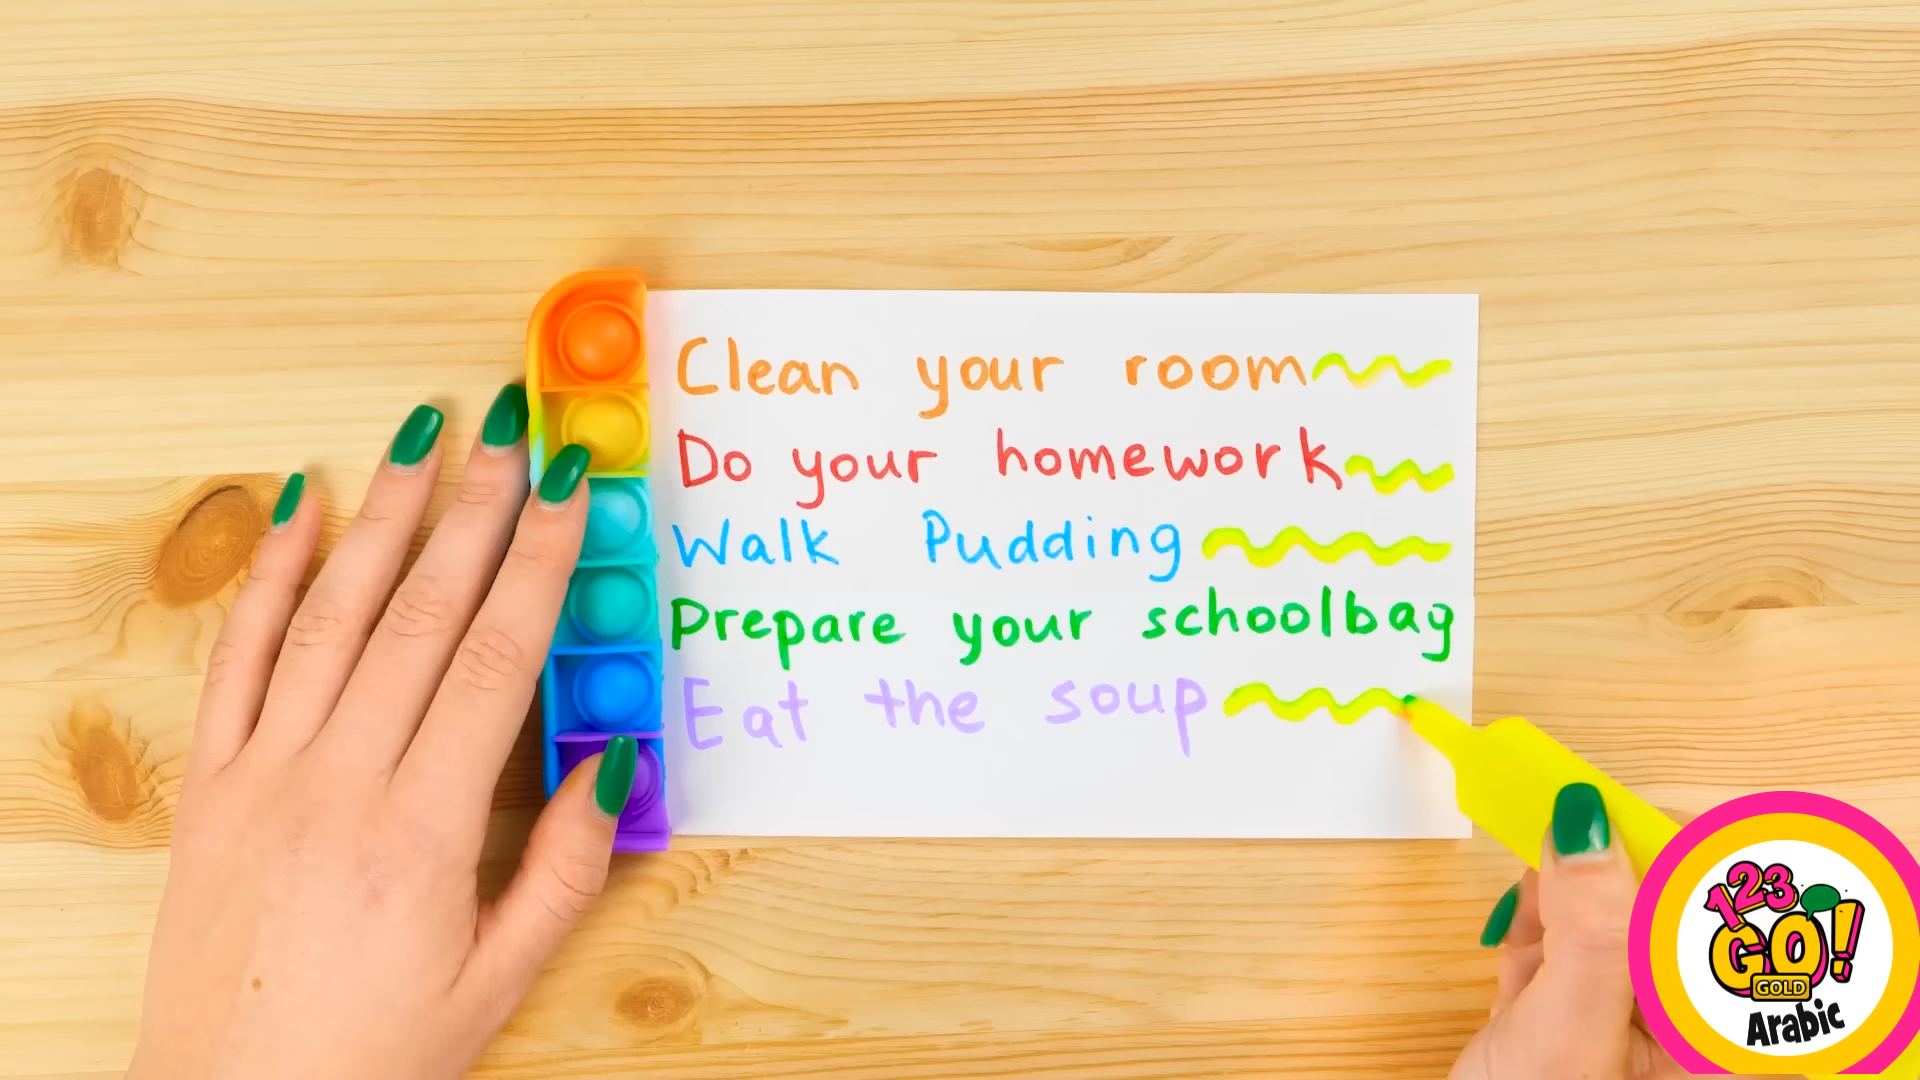 Clean your room
Do your homework
Walk Pudding
Prepare your schoolbag
Eat the soup
123
GO!
GOLD
Arabic